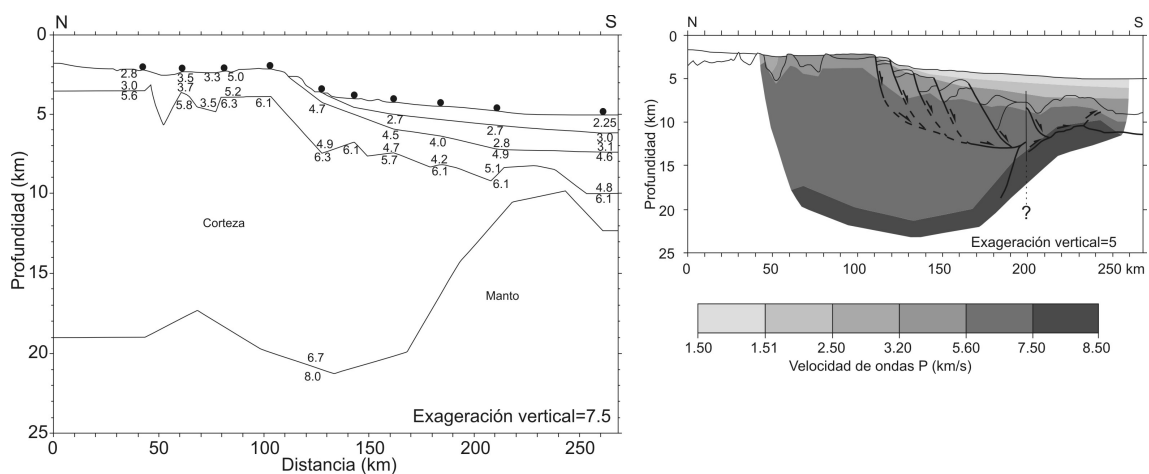 N S
0
5
10
15
20
25
Profundidad (km)
2.8 3.5 3.3 5.0
3.0 3.7 5.2
5.6 5.8 3.5 6.3 6.1
4.7 2.7 2.7 2.25
4.5 4.0 2.8 3.0
4.9 3.1
4.9 4.7 4.6
6.3 6.1 5.7 4.2 5.1
6.1 6.1 4.8
6.1
Corteza
Manto
6.7
8.0
Exageración vertical=7.5
0 50 100 150 200 250
Distancia (km)
N S
0
5
10
15
20
25
Profundidad (km)
?
Exageración vertical=5
0 50 100 150 200 250 km
1.50 1.51 2.50 3.20 5.60 7.50 8.50
Velocidad de ondas P (km/s)